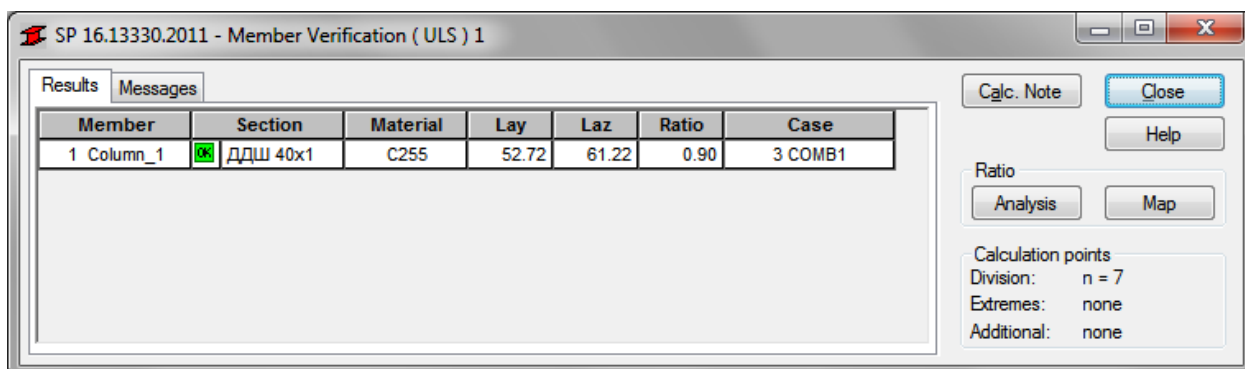 SP 16.13330.2011 - Member Verification ( ULS ) 1
Results Messages
Calc. Note Close
Member Section Material Lay Laz Ratio Case
Help
1 Column_1 OK ДДШ 40x1 C255 52.72 61.22 0.90 3 COMB1
Ratio
Analysis Map
Calculation points
Division: n = 7
Extremes: none
Additional: none